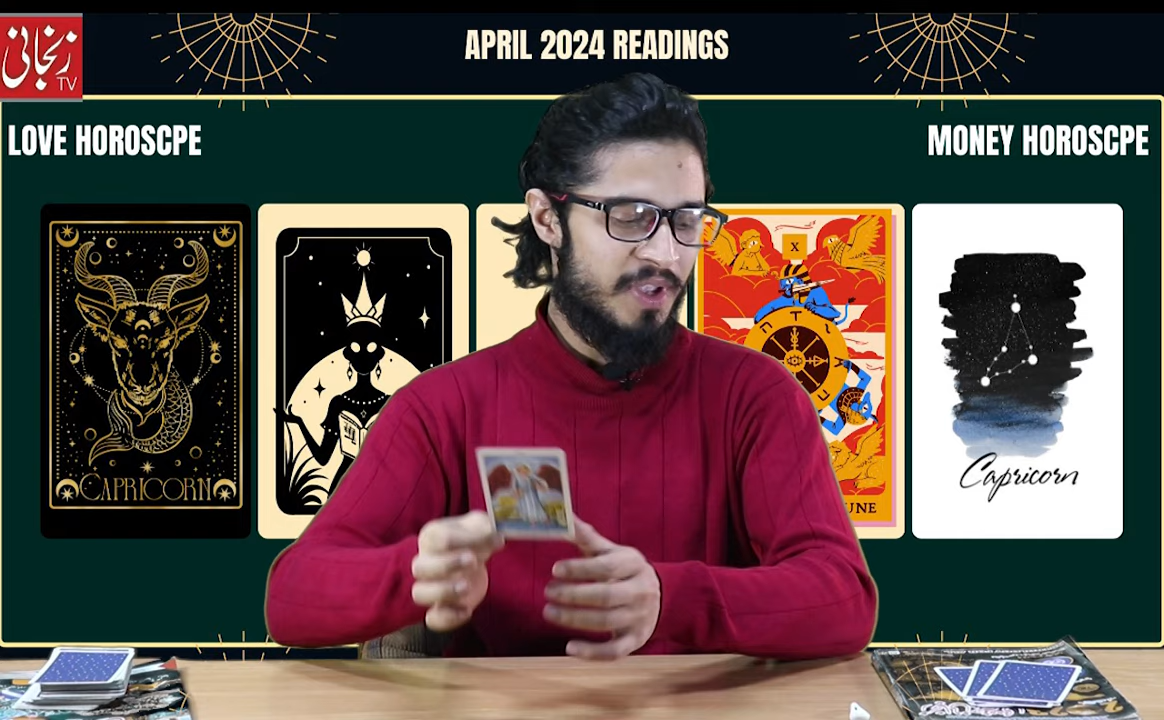 زنجانی
TV
APRIL 2024 READINGS
LOVE HOROSCPE
MONEY HOROSCPE
X
CAPRICORN
UNE
Capricorn